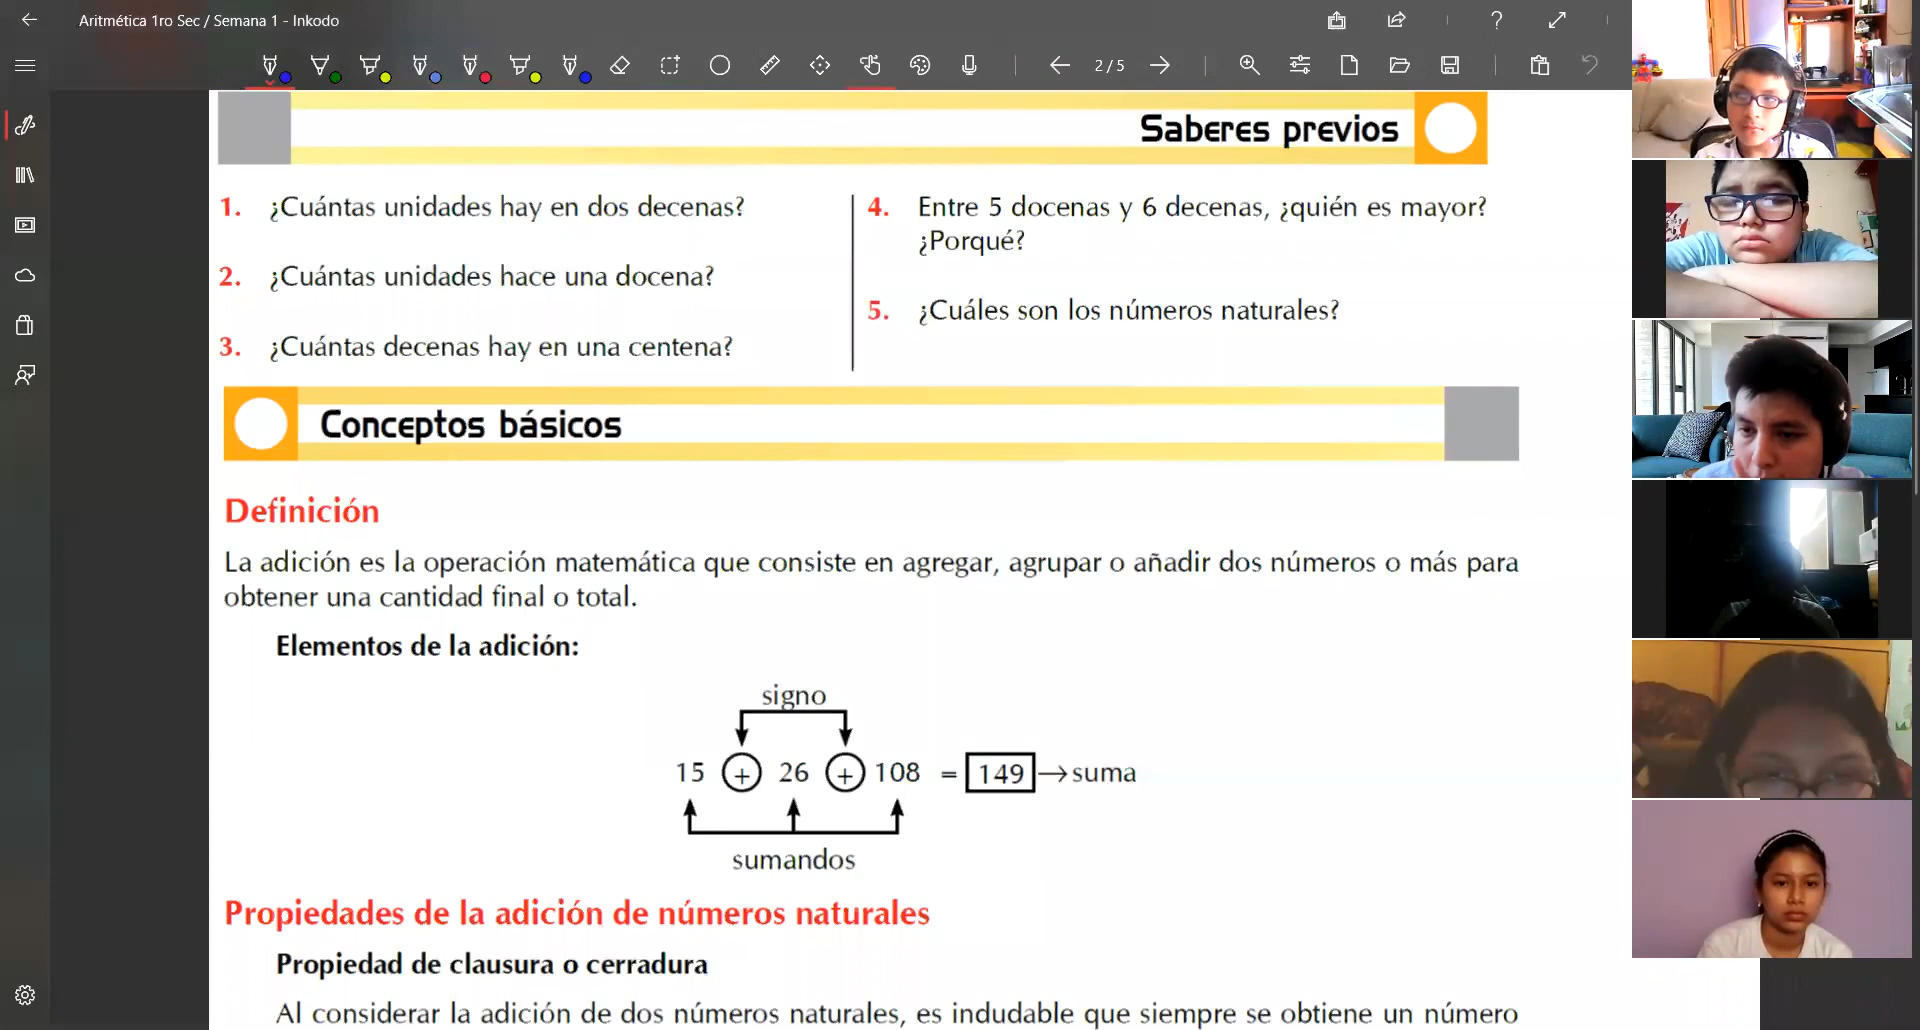 Aritmética 1ro Sec / Semana 1 - Inkodo
2 / 5
Saberes previos
1. ¿Cuántas unidades hay en dos decenas?
2. ¿Cuántas unidades hace una docena?
3. ¿Cuántas decenas hay en una centena?
4. Entre 5 docenas y 6 decenas, ¿quién es mayor?
¿Porqué?
5. ¿Cuáles son los números naturales?
Conceptos básicos
Definición
La adición es la operación matemática que consiste en agregar, agrupar o añadir dos números o más para
obtener una cantidad final o total.
Elementos de la adición:
signo
15 + 26 + 108 = 149 → suma
sumandos
Propiedades de la adición de números naturales
Propiedad de clausura o cerradura
Al considerar la adición de dos números naturales, es indudable que siempre se obtiene un número